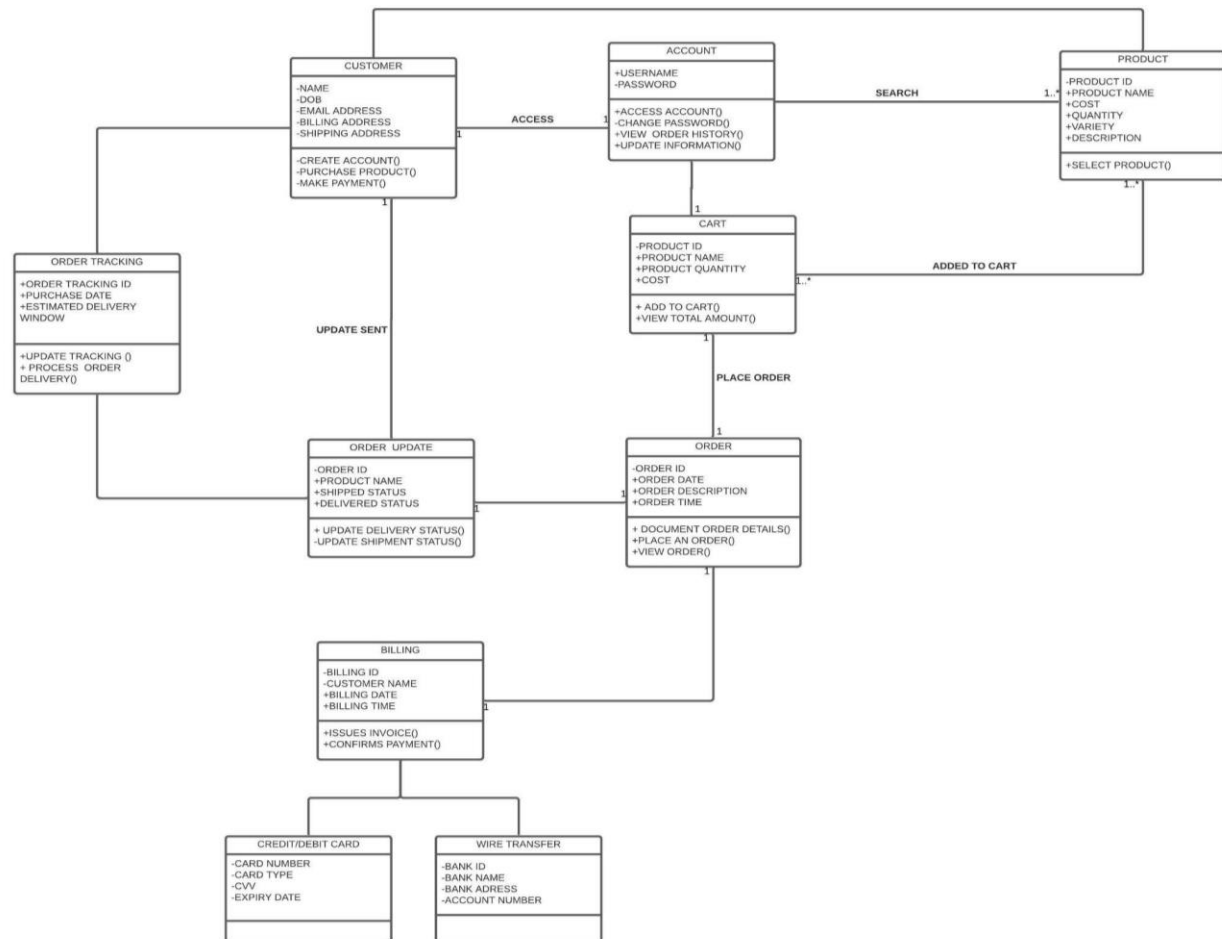 CUSTOMER
-NAME
-DOB
-EMAIL ADDRESS
-BILLING ADDRESS
-SHIPPING ADDRESS
-CREATE ACCOUNT()
-PURCHASE PRODUCT()
-MAKE PAYMENT()
1
1
ACCESS
1
ACCOUNT
+USERNAME
-PASSWORD
+ACCESS ACCOUNT()
-CHANGE PASSWORD()
+VIEW ORDER HISTORY()
+UPDATE INFORMATION()
SEARCH
1..*
PRODUCT
-PRODUCT ID
+PRODUCT NAME
+COST
+QUANTITY
+VARIETY
+DESCRIPTION
+SELECT PRODUCT()
1..*
1
CART
-PRODUCT ID
+PRODUCT NAME
+PRODUCT QUANTITY
+COST
+ ADD TO CART()
+VIEW TOTAL AMOUNT()
1..*
ADDED TO CART
1
PLACE ORDER
1
ORDER TRACKING
+ORDER TRACKING ID
+PURCHASE DATE
+ESTIMATED DELIVERY
WINDOW
+UPDATE TRACKING ()
+ PROCESS ORDER
DELIVERY()
UPDATE SENT
ORDER UPDATE
-ORDER ID
+PRODUCT NAME
+SHIPPED STATUS
+DELIVERED STATUS
+ UPDATE DELIVERY STATUS()
-UPDATE SHIPMENT STATUS()
1
1
ORDER
-ORDER ID
+ORDER DATE
+ORDER DESCRIPTION
+ORDER TIME
+ DOCUMENT ORDER DETAILS()
+PLACE AN ORDER()
+VIEW ORDER()
1
BILLING
-BILLING ID
-CUSTOMER NAME
+BILLING DATE
+BILLING TIME
+ISSUES INVOICE()
+CONFIRMS PAYMENT()
1
CREDIT/DEBIT CARD
-CARD NUMBER
-CARD TYPE
-CVV
-EXPIRY DATE
WIRE TRANSFER
-BANK ID
-BANK NAME
-BANK ADRESS
-ACCOUNT NUMBER